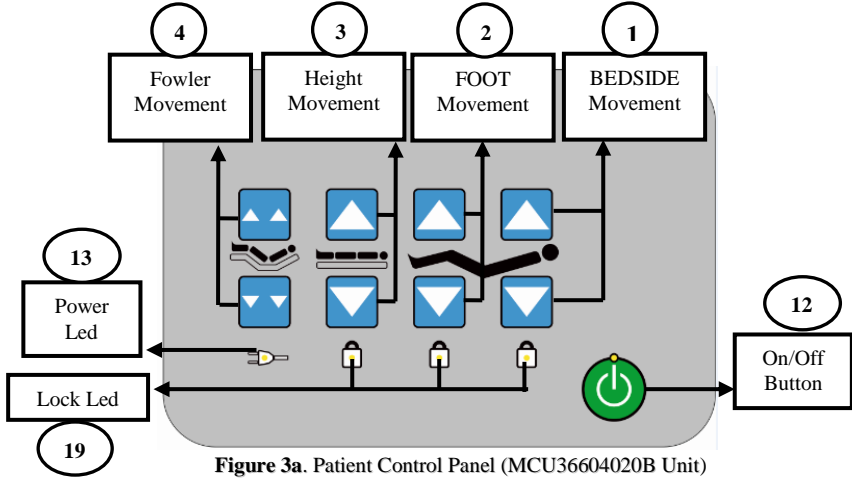 4
3
2
1
Fowler
Movement
Height
Movement
FOOT
Movement
BEDSIDE
Movement
13
Power
Led
12
On/Off
Button
Lock Led
19
Figure 3a. Patient Control Panel (MCU36604020B Unit)